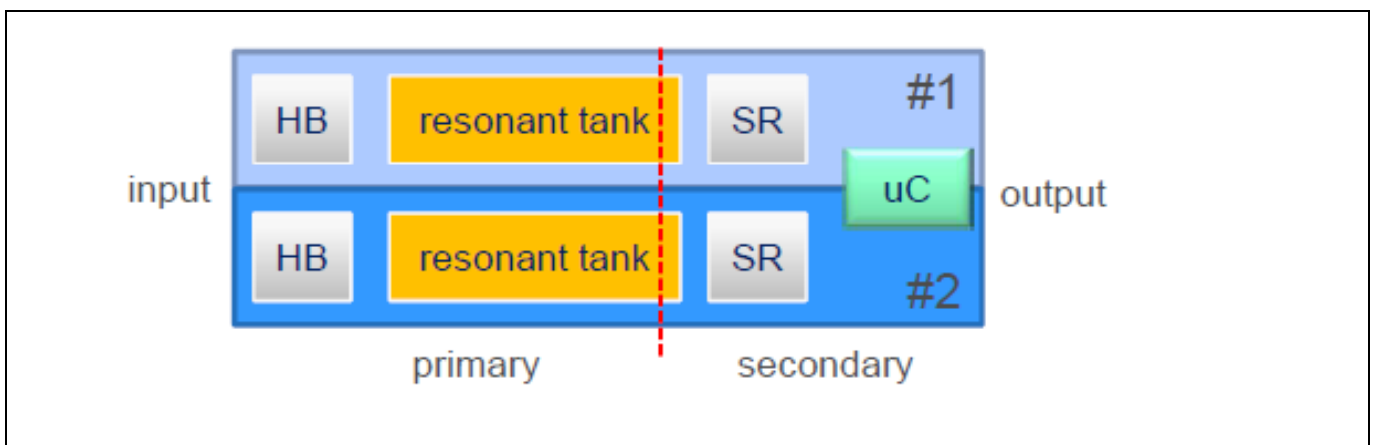 #1
HB
resonant tank
SR
input
uC
output
HB
resonant tank
SR
#2
primary
secondary